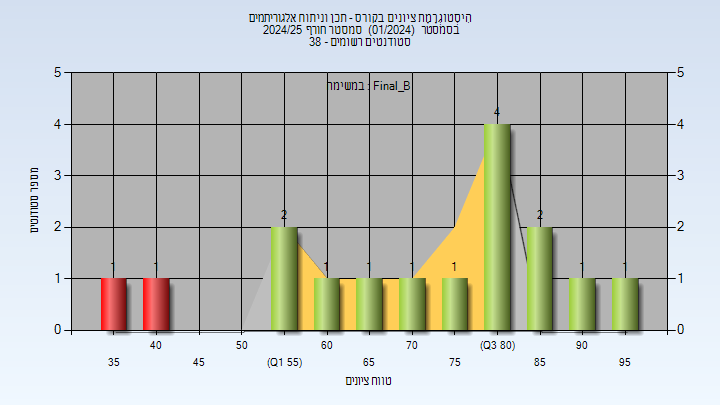 היסטוגרמת ציונים בקורס - תכן וניתוח אלגוריתמים
בסמסטר (01/2024) סמסטר חורף 2024/25
סטודנטים רשומים - 38
במשימה : Final_B
מספר סטודנטים
5 5
4 4
3 3
2 2
1 1
0 0
1 1 2 1 1 1 1 4 2 1 1
40 50 60 70 (Q3 80) 90
35 45 (Q1 55) 65 75 85 95
טווח ציונים